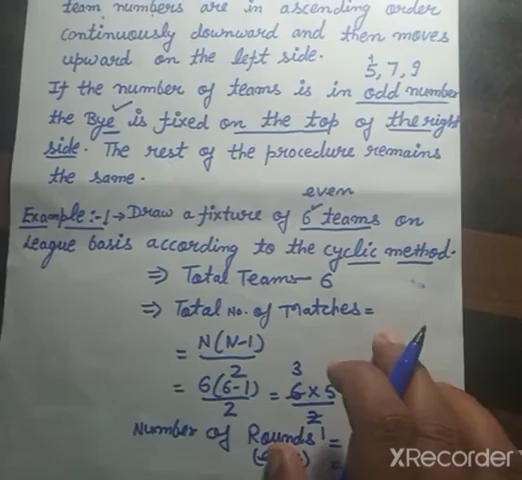 team numbers are in ascending order
continuously downward and then moves
upward on the left side.
5, 7, 9
If the number of teams is in odd number
the Bye is fixed on the top of the right
side. The rest of the procedure remains
the same.
even
Example:-1→ Draw a fixture of 6 teams on
League basis according to the cyclic method.
⇒ Total Teams- 6
⇒ Total No. of Matches=
= N(N-1)
2
= 6(6-1) = 6×5
2 2
3
Number of Rounds =
=
XRecorder